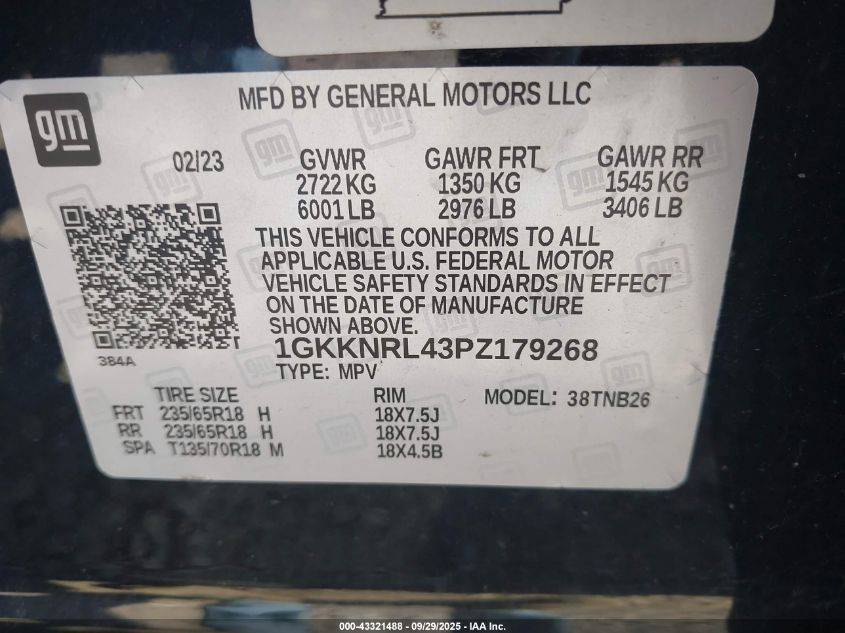 gm
MFD BY GENERAL MOTORS LLC
02/23 GVWR GAWR FRT GAWR RR
2722 KG 1350 KG 1545 KG
6001 LB 2976 LB 3406 LB
THIS VEHICLE CONFORMS TO ALL
APPLICABLE U.S. FEDERAL MOTOR
VEHICLE SAFETY STANDARDS IN EFFECT
ON THE DATE OF MANUFACTURE
SHOWN ABOVE.
384A
1GKKNRL43PZ179268
TYPE: MPV
TIRE SIZE RIM MODEL: 38TNB26
FRT 235/65R18 H 18X7.5J
RR 235/65R18 H 18X7.5J
SPA T135/70R18 M 18X4.5B
000-43321488 - 09/29/2025 - IAA Inc.